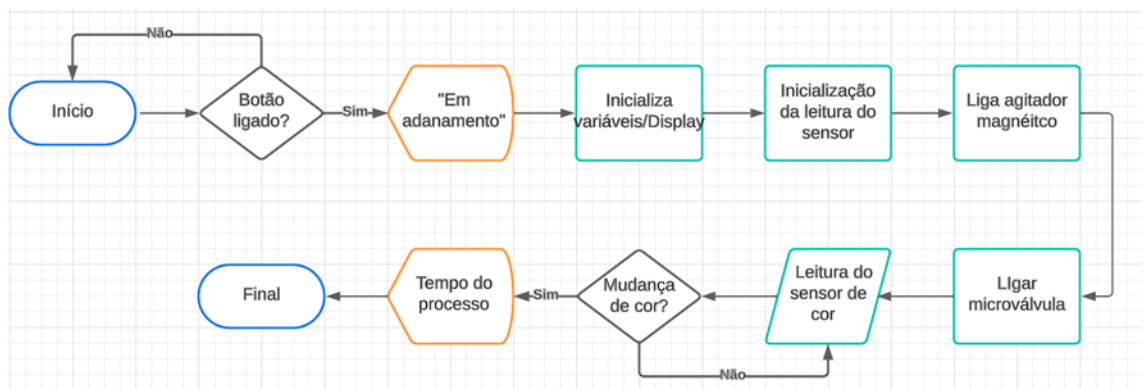 Não
Início
Botão
ligado?
Sim
"Em
adanamento"
Inicializa
variáveis/Display
Inicialização
da leitura do
sensor
Liga agitador
magnéitco
LIgar
microválvula
Leitura do
sensor de
cor
Mudança
de cor?
Não
Sim
Tempo do
processo
Final